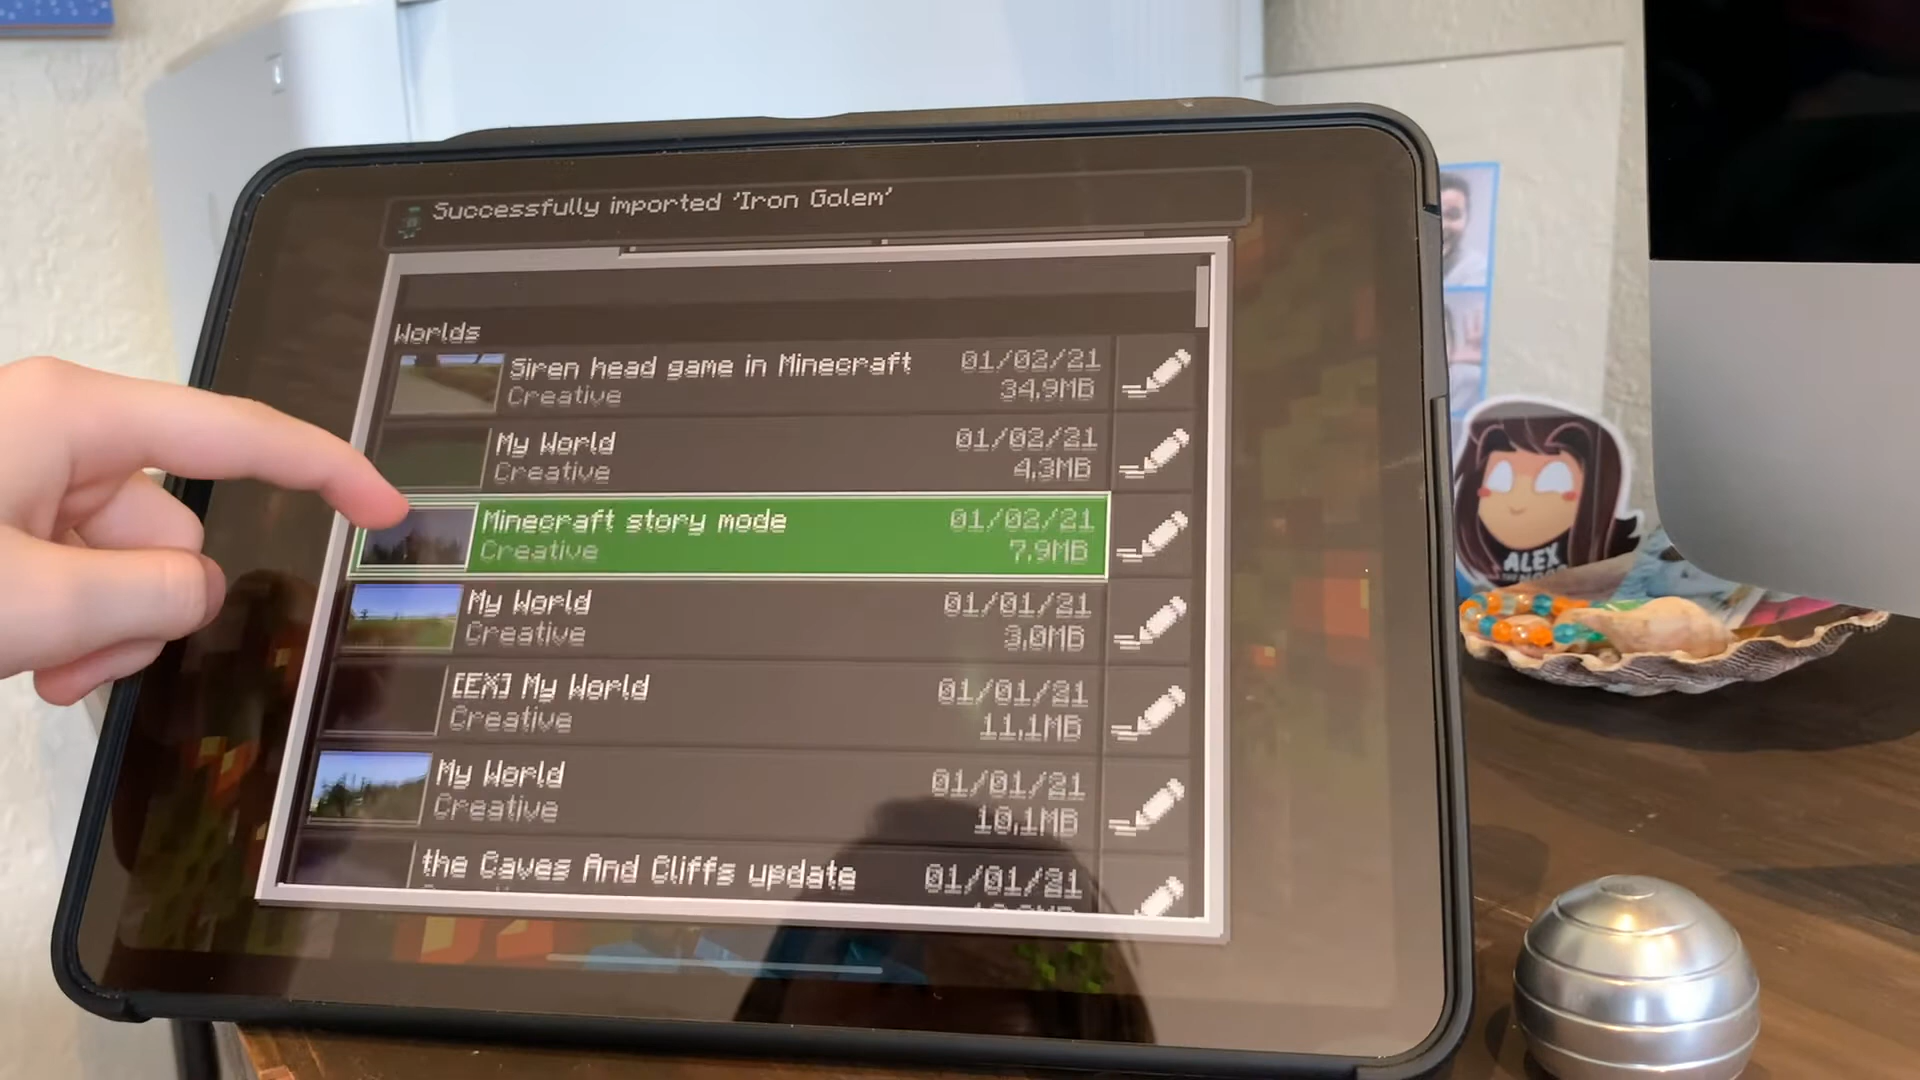 Successfully imported 'Iron Golem'
Worlds
Siren head game in Minecraft 01/02/21
Creative 34.9MB
My World 01/02/21
Creative 4.3MB
Minecraft story mode 01/02/21
Creative 7.9MB
My World 01/01/21
Creative 3.0MB
[EX] My World 01/01/21
Creative 11.1MB
My World 01/01/21
Creative 10.1MB
the Caves And Cliffs update 01/01/21
ALEX